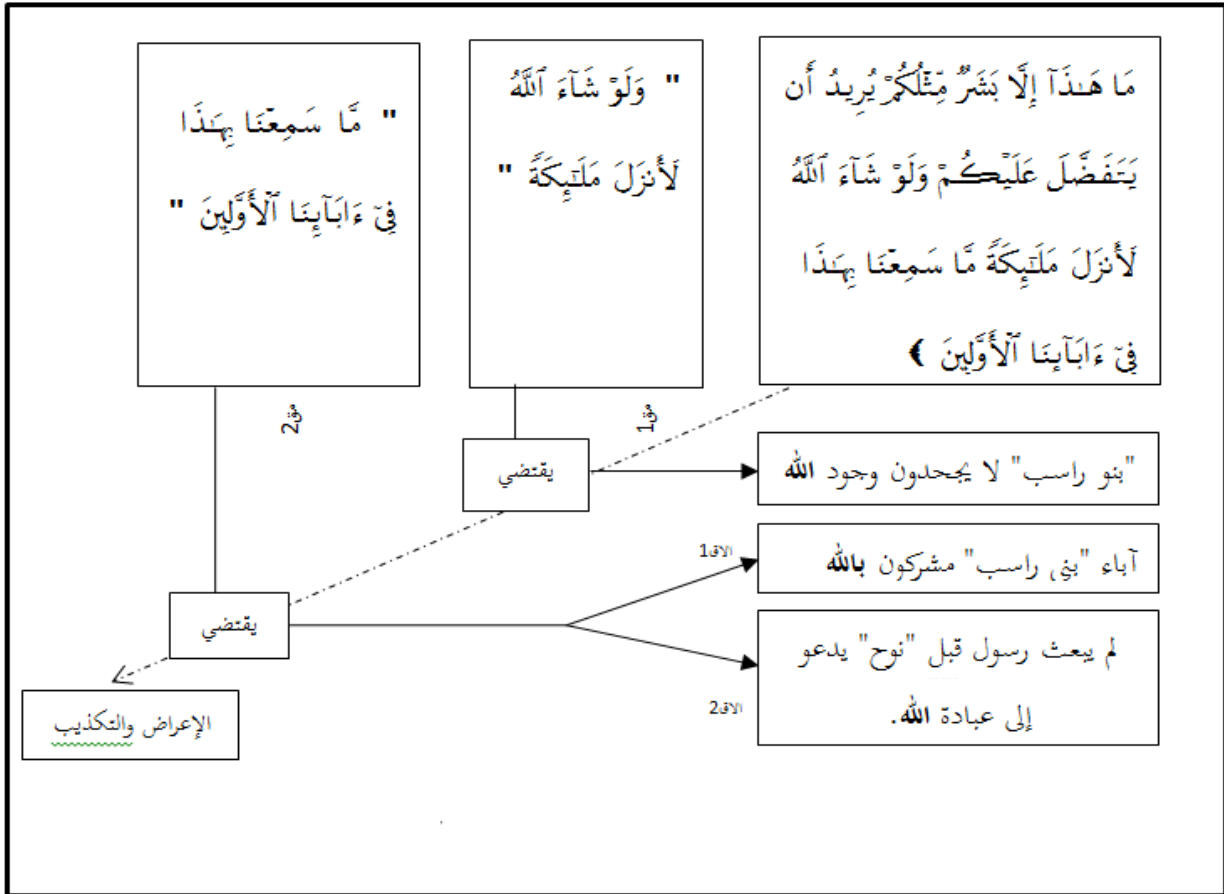 مَا هَـٰذَآ إِلَّا بَشَرٌ مِّثْلُكُمْ يُرِيدُ أَن
يَتَفَضَّلَ عَلَيْكُمْ وَلَوْ شَآءَ ٱللَّهُ
لَأَنزَلَ مَلَـٰٓئِكَةً مَّا سَمِعْنَا بِهَـٰذَا
فِىٓ ءَابَآئِنَا ٱلْأَوَّلِينَ ﴾
" وَلَوْ شَآءَ ٱللَّهُ
لَأَنزَلَ مَلَـٰٓئِكَةً "
" مَّا سَمِعْنَا بِهَـٰذَا
فِىٓ ءَابَآئِنَا ٱلْأَوَّلِينَ "
مق1
مق2
يقتضي
"بنو راسب" لا يجحدون وجود الله
الاق1
آباء "بني راسب" مشركون بالله
يقتضي
لم يبعث رسول قبل "نوح" يدعو
إلى عبادة الله.
الاق2
الإعراض والتكذيب